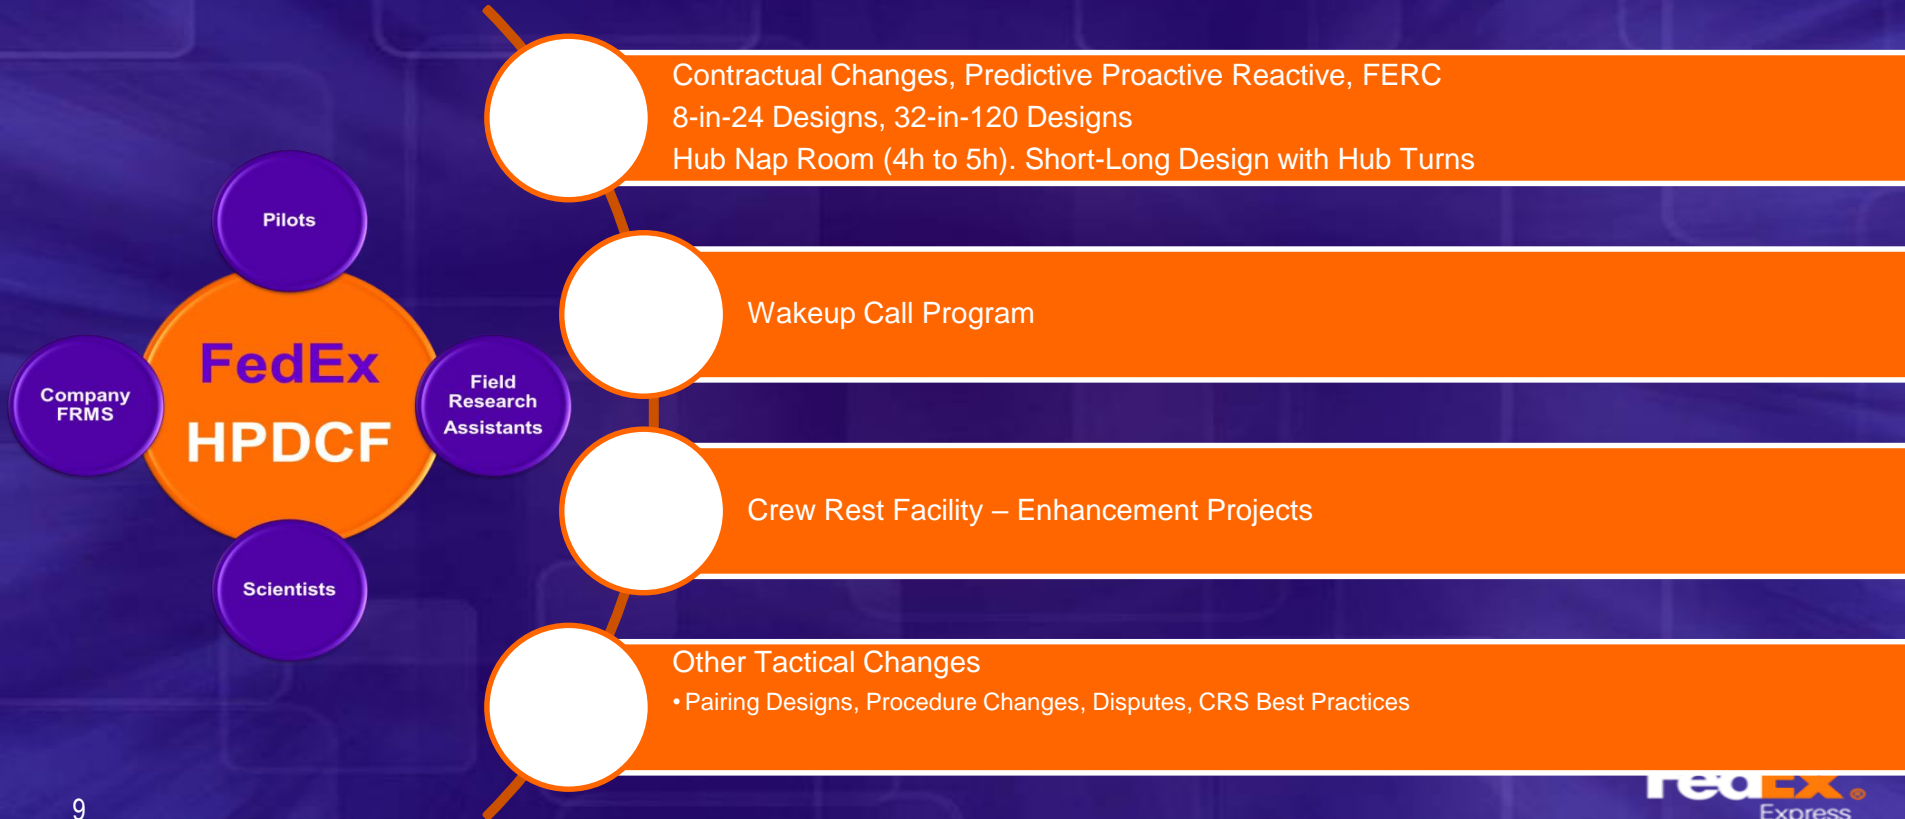 Contractual Changes, Predictive Proactive Reactive, FERC
8-in-24 Designs, 32-in-120 Designs
Hub Nap Room (4h to 5h). Short-Long Design with Hub Turns
Pilots
Wakeup Call Program
FedEx
HPDCF
Company
FRMS
Field
Research
Assistants
Crew Rest Facility – Enhancement Projects
Scientists
Other Tactical Changes
• Pairing Designs, Procedure Changes, Disputes, CRS Best Practices
FedEx®
Express
9